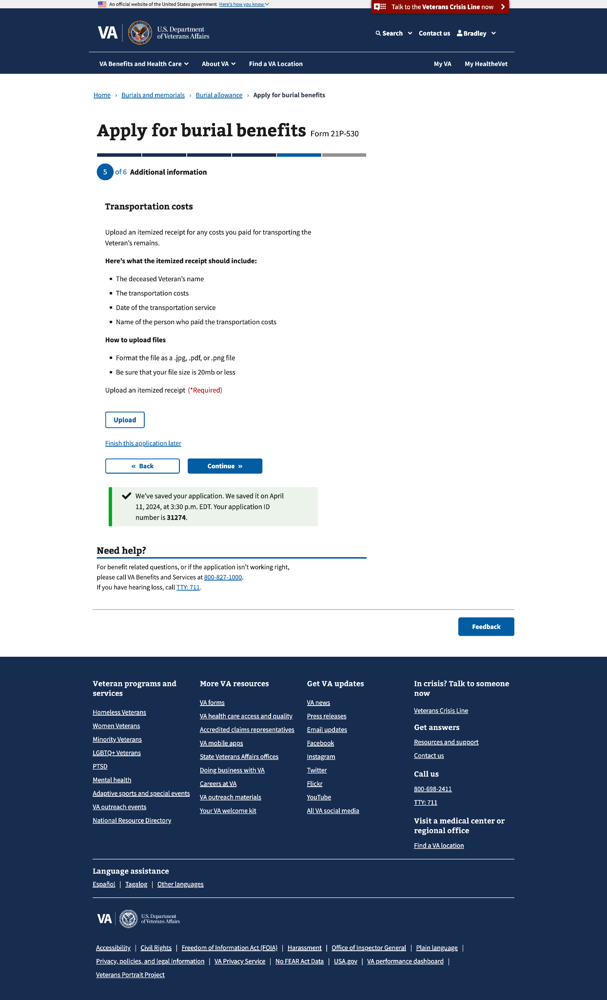 An official website of the United States government Here's how you know
Talk to the Veterans Crisis Line now
VA
U.S. Department
of Veterans Affairs
Search
Contact us
Bradley
VA Benefits and Health Care
About VA
Find a VA Location
My VA
My HealtheVet
Home › Burials and memorials › Burial allowance › Apply for burial benefits
Apply for burial benefits Form 21P-530
5 of 6 Additional information
Transportation costs
Upload an itemized receipt for any costs you paid for transporting the
Veteran's remains.
Here's what the itemized receipt should include:
▪ The deceased Veteran's name
▪ The transportation costs
▪ Date of the transportation service
▪ Name of the person who paid the transportation costs
How to upload files
▪ Format the file as a .jpg, .pdf, or .png file
▪ Be sure that your file size is 20mb or less
Upload an itemized receipt (*Required)
Upload
Finish this application later
« Back
Continue »
We've saved your application. We saved it on April
11, 2024, at 3:30 p.m. EDT. Your application ID
number is 31274.
Need help?
For benefit related questions, or if the application isn't working right,
please call VA Benefits and Services at 800-827-1000.
If you have hearing loss, call TTY: 711.
Feedback
Veteran programs and
services
Homeless Veterans
Women Veterans
Minority Veterans
LGBTQ+ Veterans
PTSD
Mental health
Adaptive sports and special events
VA outreach events
National Resource Directory
More VA resources
VA forms
VA health care access and quality
Accredited claims representatives
VA mobile apps
State Veterans Affairs offices
Doing business with VA
Careers at VA
VA outreach materials
Your VA welcome kit
Get VA updates
VA news
Press releases
Email updates
Facebook
Instagram
Twitter
Flickr
YouTube
All VA social media
In crisis? Talk to someone
now
Veterans Crisis Line
Get answers
Resources and support
Contact us
Call us
800-698-2411
TTY: 711
Visit a medical center or
regional office
Find a VA location
Language assistance
Español | Tagalog | Other languages
VA
U.S. Department
of Veterans Affairs
Accessibility | Civil Rights | Freedom of Information Act (FOIA) | Harassment | Office of Inspector General | Plain language |
Privacy, policies, and legal information | VA Privacy Service | No FEAR Act Data | USA.gov | VA performance dashboard |
Veterans Portrait Project